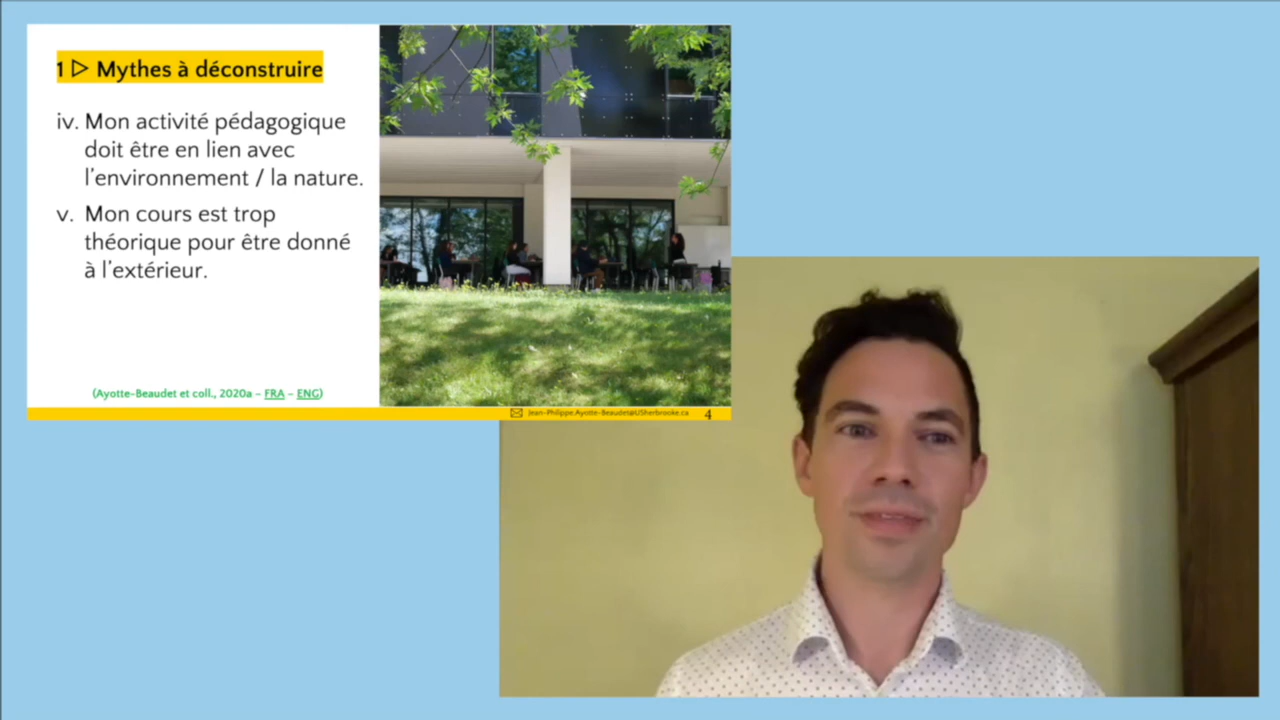 1 ▷ Mythes à déconstruire
iv. Mon activité pédagogique
doit être en lien avec
l’environnement / la nature.
v. Mon cours est trop
théorique pour être donné
à l’extérieur.
(Ayotte-Beaudet et coll., 2020a – FRA – ENG)
Jean-Philippe.Ayotte-Beaudet@USherbrooke.ca 4